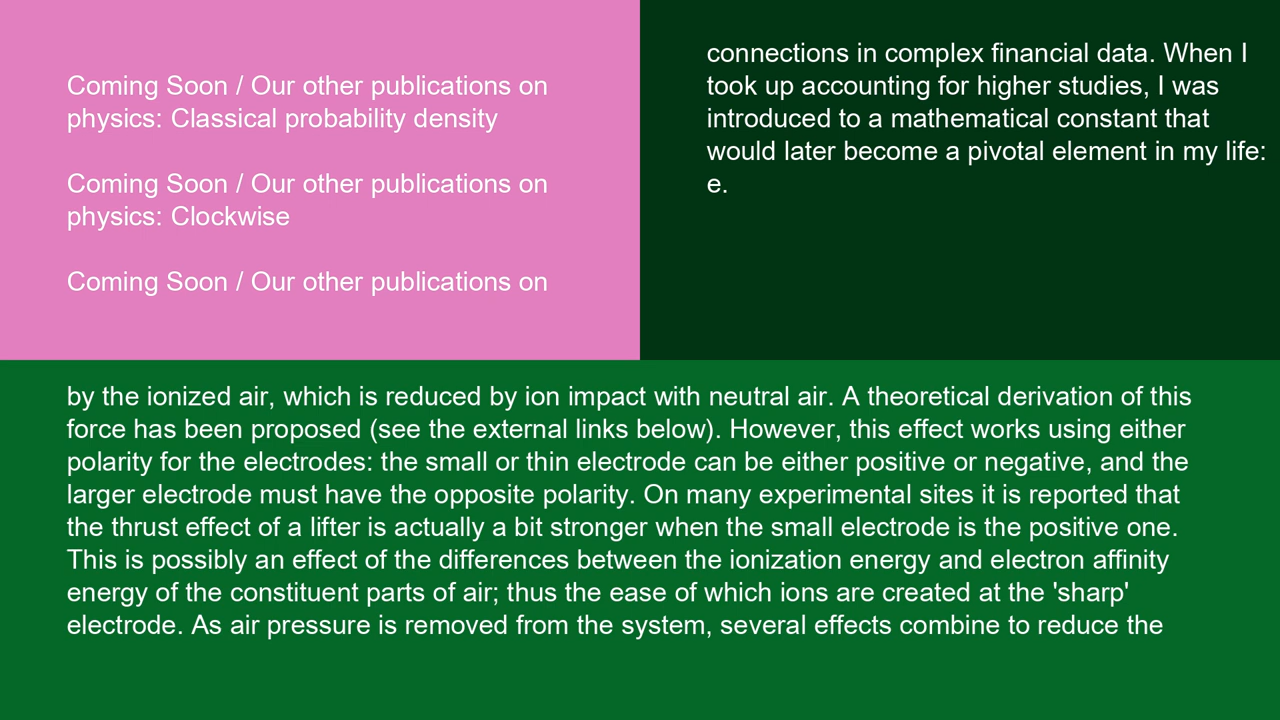 Coming Soon / Our other publications on
physics: Classical probability density
Coming Soon / Our other publications on
physics: Clockwise
Coming Soon / Our other publications on
connections in complex financial data. When I
took up accounting for higher studies, I was
introduced to a mathematical constant that
would later become a pivotal element in my life:
e.
by the ionized air, which is reduced by ion impact with neutral air. A theoretical derivation of this
force has been proposed (see the external links below). However, this effect works using either
polarity for the electrodes: the small or thin electrode can be either positive or negative, and the
larger electrode must have the opposite polarity. On many experimental sites it is reported that
the thrust effect of a lifter is actually a bit stronger when the small electrode is the positive one.
This is possibly an effect of the differences between the ionization energy and electron affinity
energy of the constituent parts of air; thus the ease of which ions are created at the 'sharp'
electrode. As air pressure is removed from the system, several effects combine to reduce the